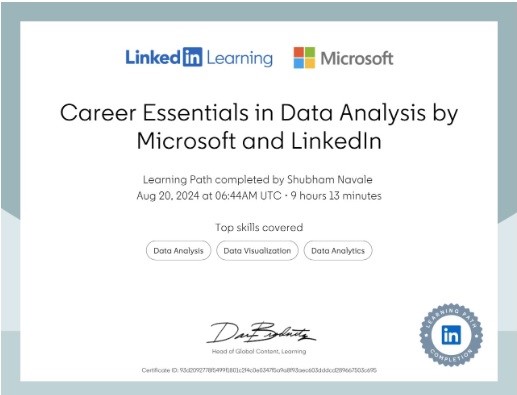 Linked in Learning
Microsoft
Career Essentials in Data Analysis by
Microsoft and LinkedIn
Learning Path completed by Shubham Navale
Aug 20, 2024 at 06:44AM UTC • 9 hours 13 minutes
Top skills covered
Data Analysis
Data Visualization
Data Analytics
Head of Global Content, Learning
Certificate ID:
LEARNING PATH
in
COMPLETION